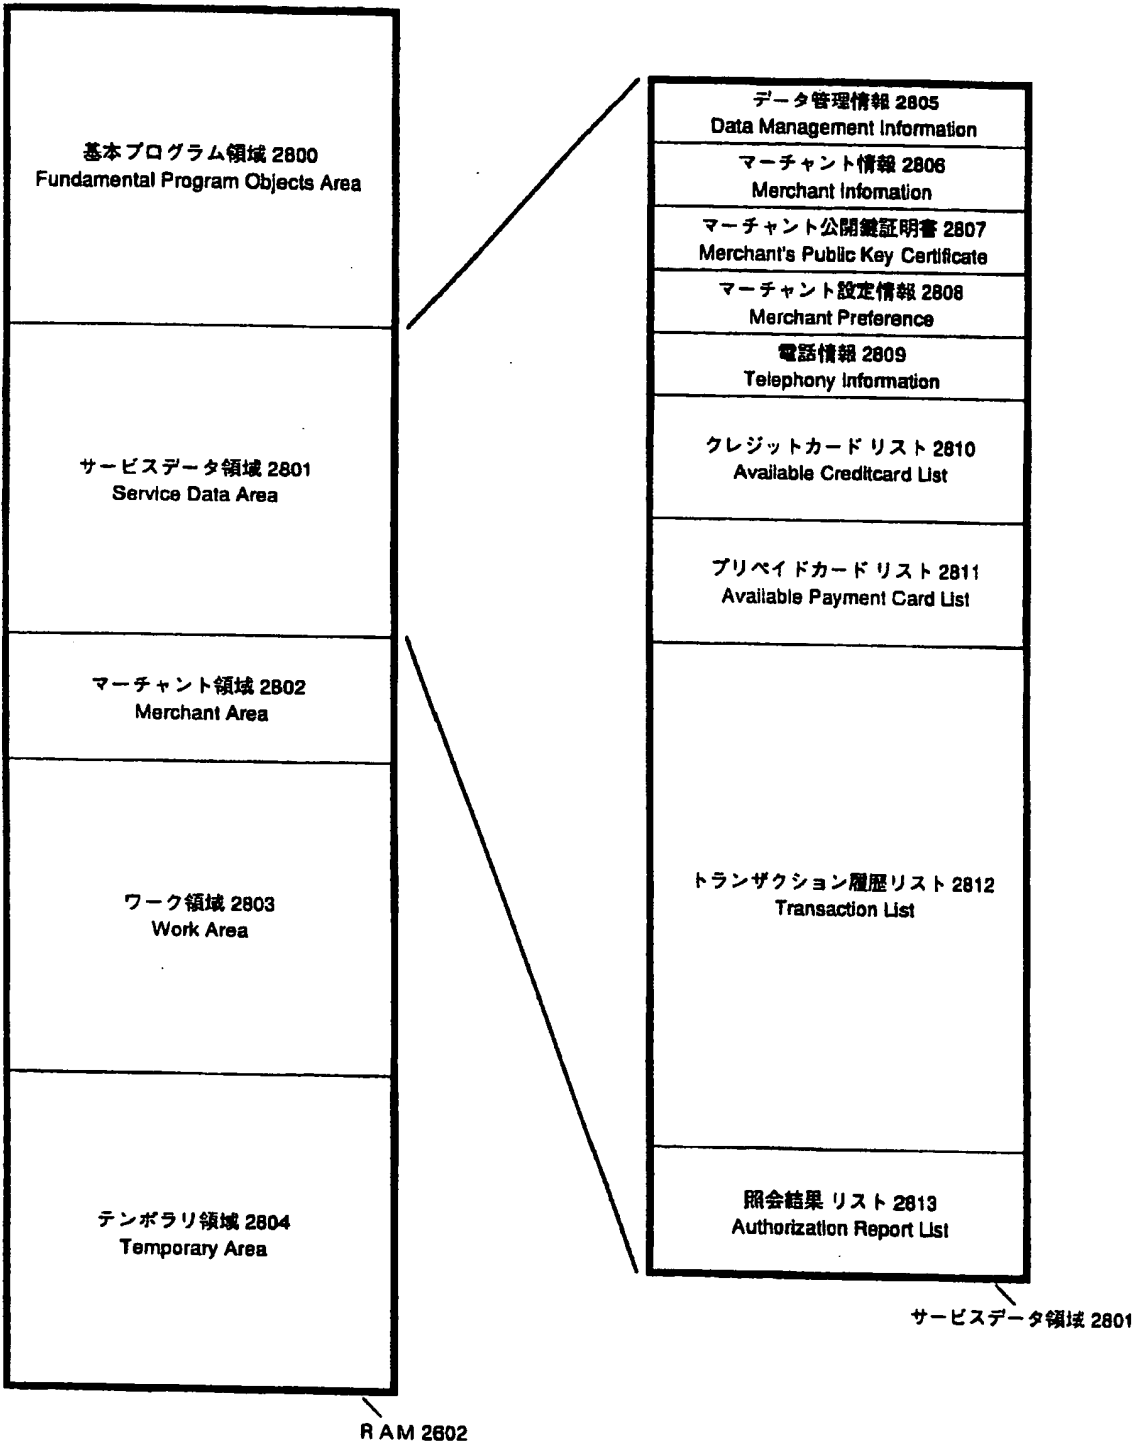 基本プログラム領域 2800
Fundamental Program Objects Area
サービスデータ領域 2801
Service Data Area
マーチャント領域 2802
Merchant Area
ワーク領域 2803
Work Area
テンポラリ領域 2804
Temporary Area
RAM 2602
データ管理情報 2805
Data Management Information
マーチャント情報 2806
Merchant Infomation
マーチャント公開鍵証明書 2807
Merchant's Public Key Certificate
マーチャント設定情報 2808
Merchant Preference
電話情報 2809
Telephony Information
クレジットカード リスト 2810
Available Creditcard List
プリペイドカード リスト 2811
Available Payment Card List
トランザクション履歴リスト 2812
Transaction List
照会結果 リスト 2813
Authorization Report List
サービスデータ領域 2801